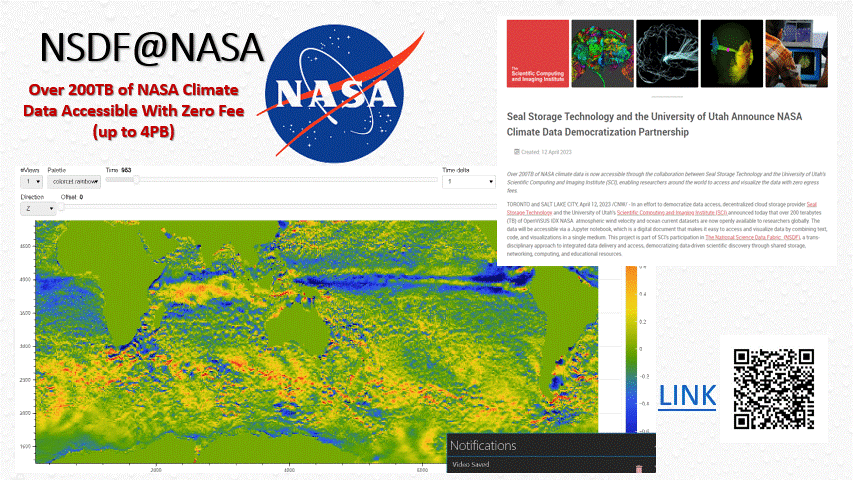 NSDF@NASA
Over 200TB of NASA Climate
Data Accessible With Zero Fee
(up to 4PB)
NASA
The
Scientific Computing
and Imaging Institute
Seal Storage Technology and the University of Utah Announce NASA
Climate Data Democratization Partnership
Created: 12 April 2023
Over 200TB of NASA climate data is now accessible through the collaboration between Seal Storage Technology and the University of Utah's
Scientific Computing and Imaging Institute (SCI), enabling researchers around the world to access and visualize the data with zero egress
fees.
TORONTO and SALT LAKE CITY, April 12, 2023 /CNW/ - In an effort to democratize data access, decentralized cloud storage provider Seal
Storage Technology and the University of Utah's Scientific Computing and Imaging Institute (SCI) announced today that over 200 terabytes
(TB) of OpenVISUS IDX NASA atmospheric wind velocity and ocean current datasets are now openly available to researchers globally. The
data will be accessible via a Jupyter notebook, which is a digital document that makes it easy to access and visualize data by combining text,
code, and visualizations in a single medium. This project is part of SCI's participation in The National Science Data Fabric (NSDF), a trans-
disciplinary approach to integrated data delivery and access, democratizing data-driven scientific discovery through shared storage,
networking, computing, and educational resources.
#Views Palette Time 963 Time delta
1 colorcet.rainbow 1
Direction Offset: 0
Z
0.4
0.2
0
-0.2
-0.4
-0.6
2000 4000
LINK
Notifications
Video Saved